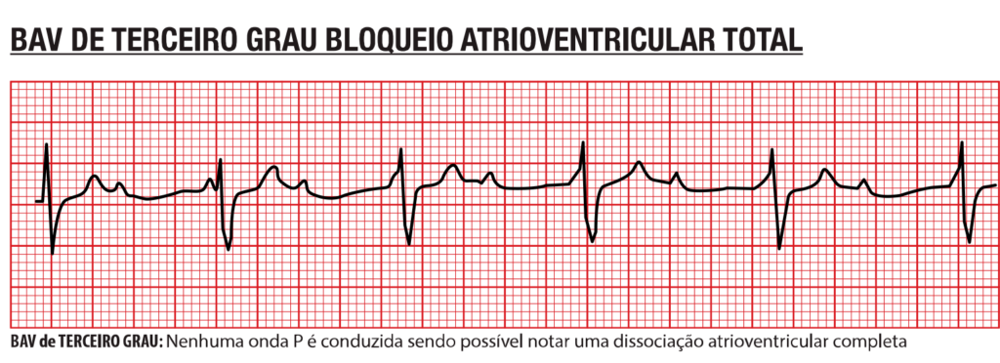 BAV DE TERCEIRO GRAU BLOQUEIO ATRIOVENTRICULAR TOTAL
BAV de TERCEIRO GRAU: Nenhuma onda P é conduzida sendo possível notar uma dissociação atrioventricular completa